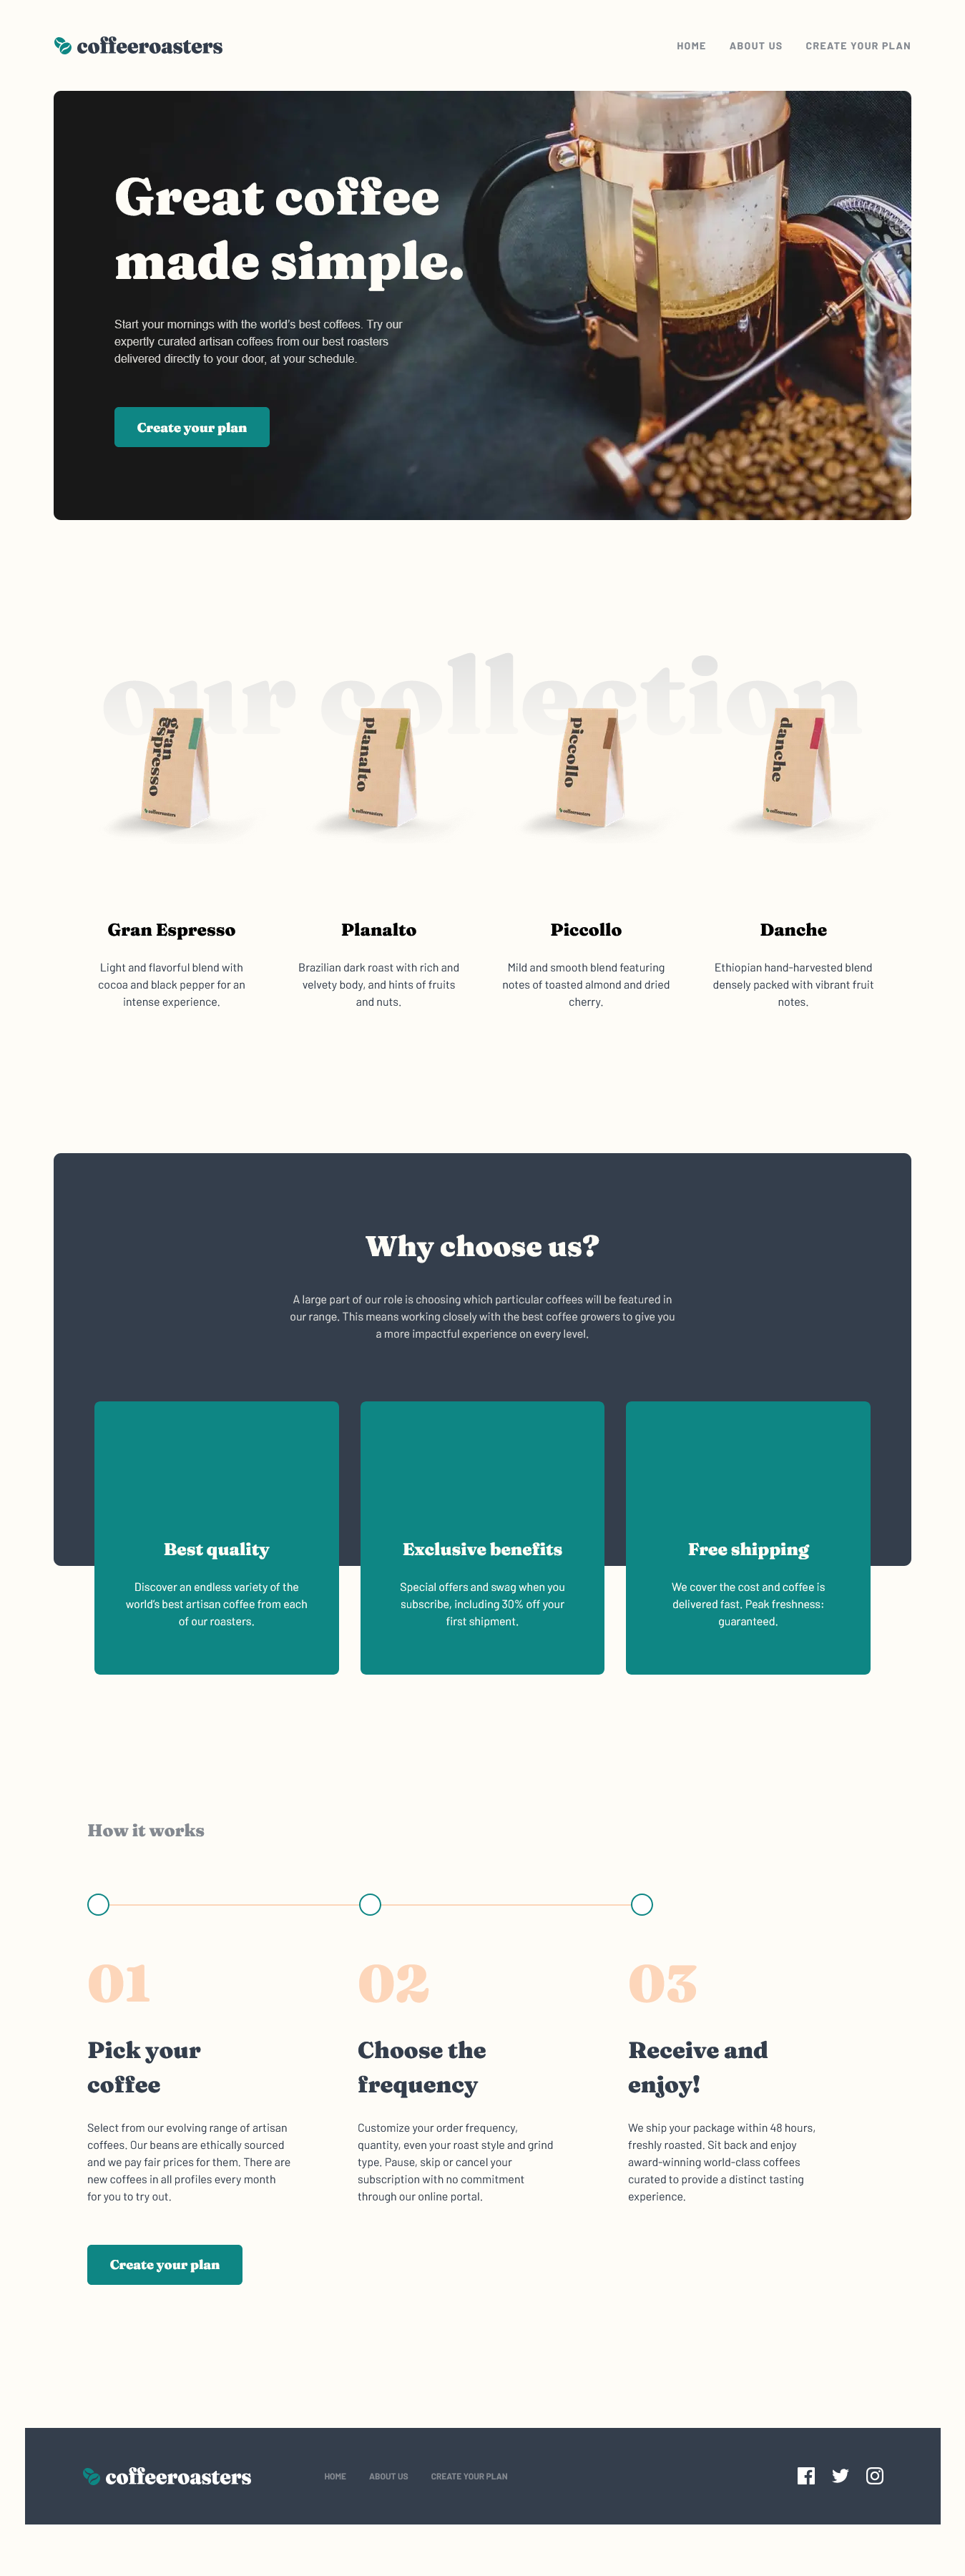 coffeeroasters
HOME ABOUT US CREATE YOUR PLAN
Great coffee
made simple.
Start your mornings with the world's best coffees. Try our
expertly curated artisan coffees from our best roasters
delivered directly to your door, at your schedule.
Create your plan
our collection
gran
espresso
coffeeroasters
planalto
coffeeroasters
piccollo
coffeeroasters
danche
coffeeroasters
Gran Espresso
Light and flavorful blend with
cocoa and black pepper for an
intense experience.
Planalto
Brazilian dark roast with rich and
velvety body, and hints of fruits
and nuts.
Piccollo
Mild and smooth blend featuring
notes of toasted almond and dried
cherry.
Danche
Ethiopian hand-harvested blend
densely packed with vibrant fruit
notes.
Why choose us?
A large part of our role is choosing which particular coffees will be featured in
our range. This means working closely with the best coffee growers to give you
a more impactful experience on every level.
Best quality
Discover an endless variety of the
world's best artisan coffee from each
of our roasters.
Exclusive benefits
Special offers and swag when you
subscribe, including 30% off your
first shipment.
Free shipping
We cover the cost and coffee is
delivered fast. Peak freshness:
guaranteed.
How it works
01
Pick your
coffee
Select from our evolving range of artisan
coffees. Our beans are ethically sourced
and we pay fair prices for them. There are
new coffees in all profiles every month
for you to try out.
02
Choose the
frequency
Customize your order frequency,
quantity, even your roast style and grind
type. Pause, skip or cancel your
subscription with no commitment
through our online portal.
03
Receive and
enjoy!
We ship your package within 48 hours,
freshly roasted. Sit back and enjoy
award-winning world-class coffees
curated to provide a distinct tasting
experience.
Create your plan
coffeeroasters
HOME ABOUT US CREATE YOUR PLAN